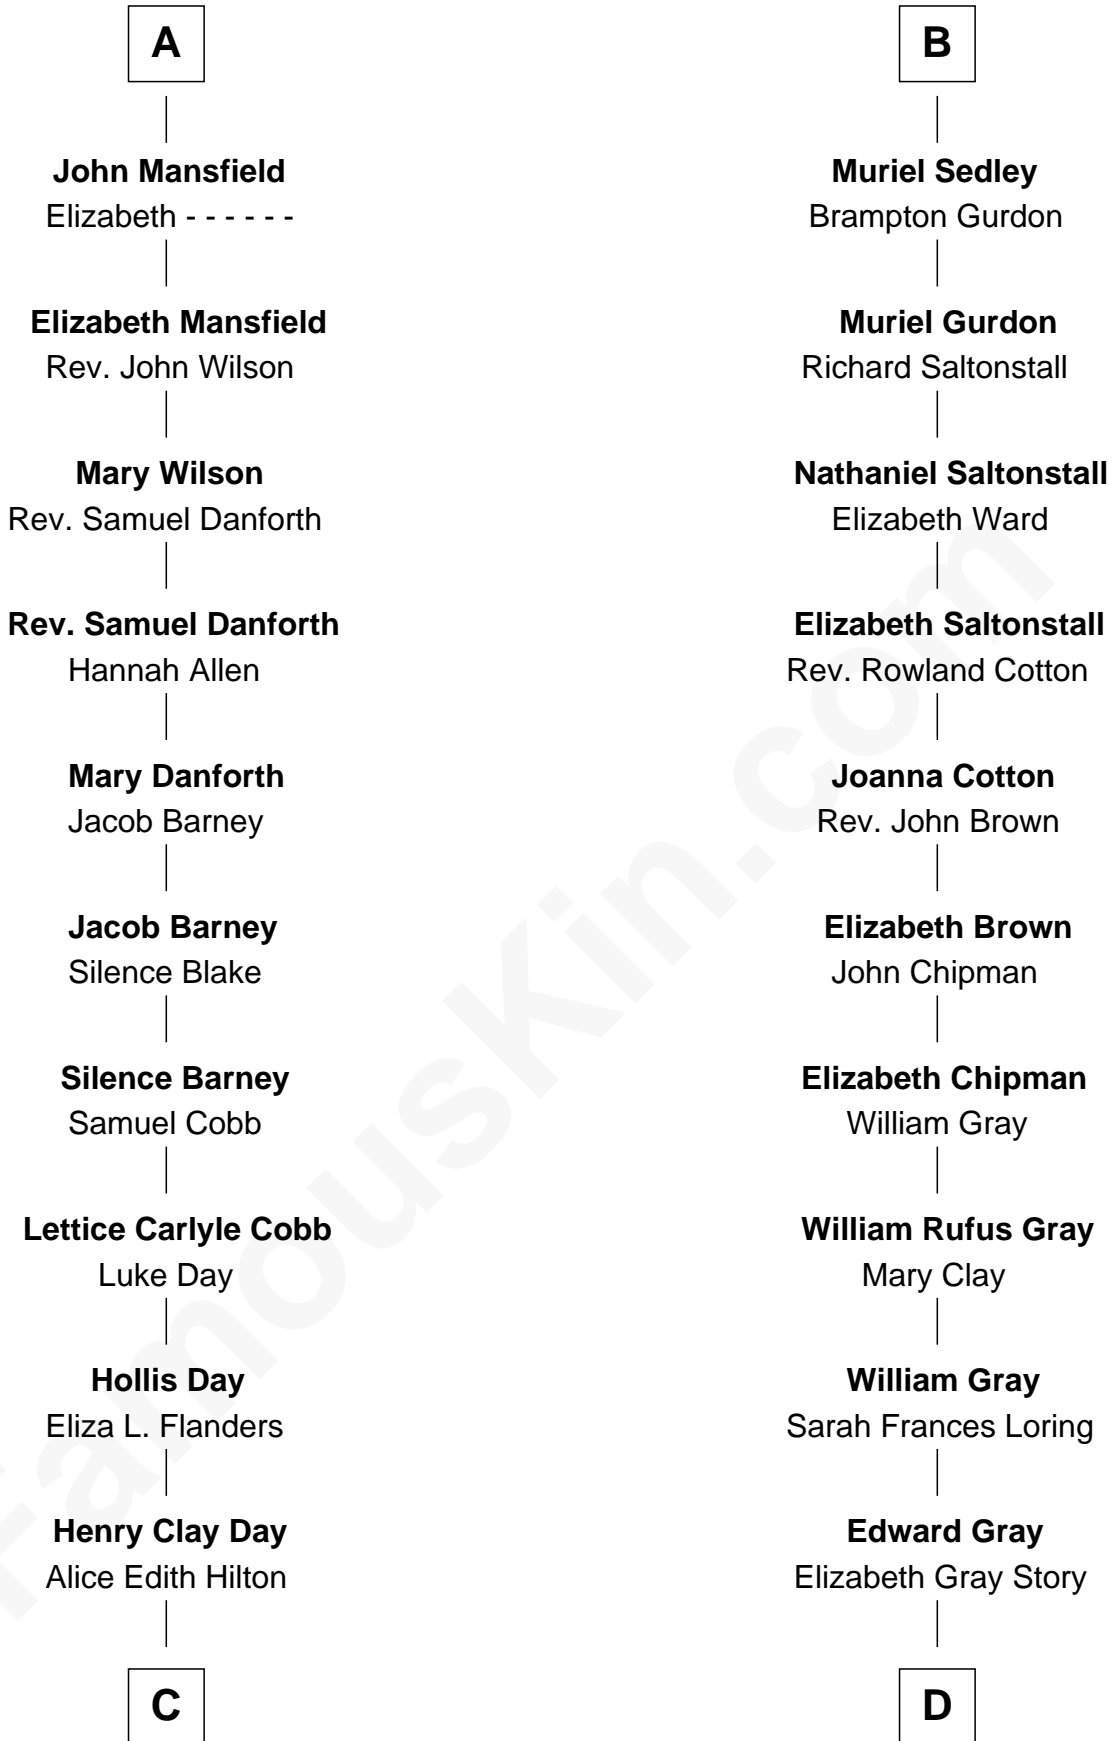 A
John Mansfield
Elizabeth - - - - - -
Elizabeth Mansfield
Rev. John Wilson
Mary Wilson
Rev. Samuel Danforth
Rev. Samuel Danforth
Hannah Allen
Mary Danforth
Jacob Barney
Jacob Barney
Silence Blake
Silence Barney
Samuel Cobb
Lettice Carlyle Cobb
Luke Day
Hollis Day
Eliza L. Flanders
Henry Clay Day
Alice Edith Hilton
C
B
Muriel Sedley
Brampton Gurdon
Muriel Gurdon
Richard Saltonstall
Nathaniel Saltonstall
Elizabeth Ward
Elizabeth Saltonstall
Rev. Rowland Cotton
Joanna Cotton
Rev. John Brown
Elizabeth Brown
John Chipman
Elizabeth Chipman
William Gray
William Rufus Gray
Mary Clay
William Gray
Sarah Frances Loring
Edward Gray
Elizabeth Gray Story
D
FamousKin.com